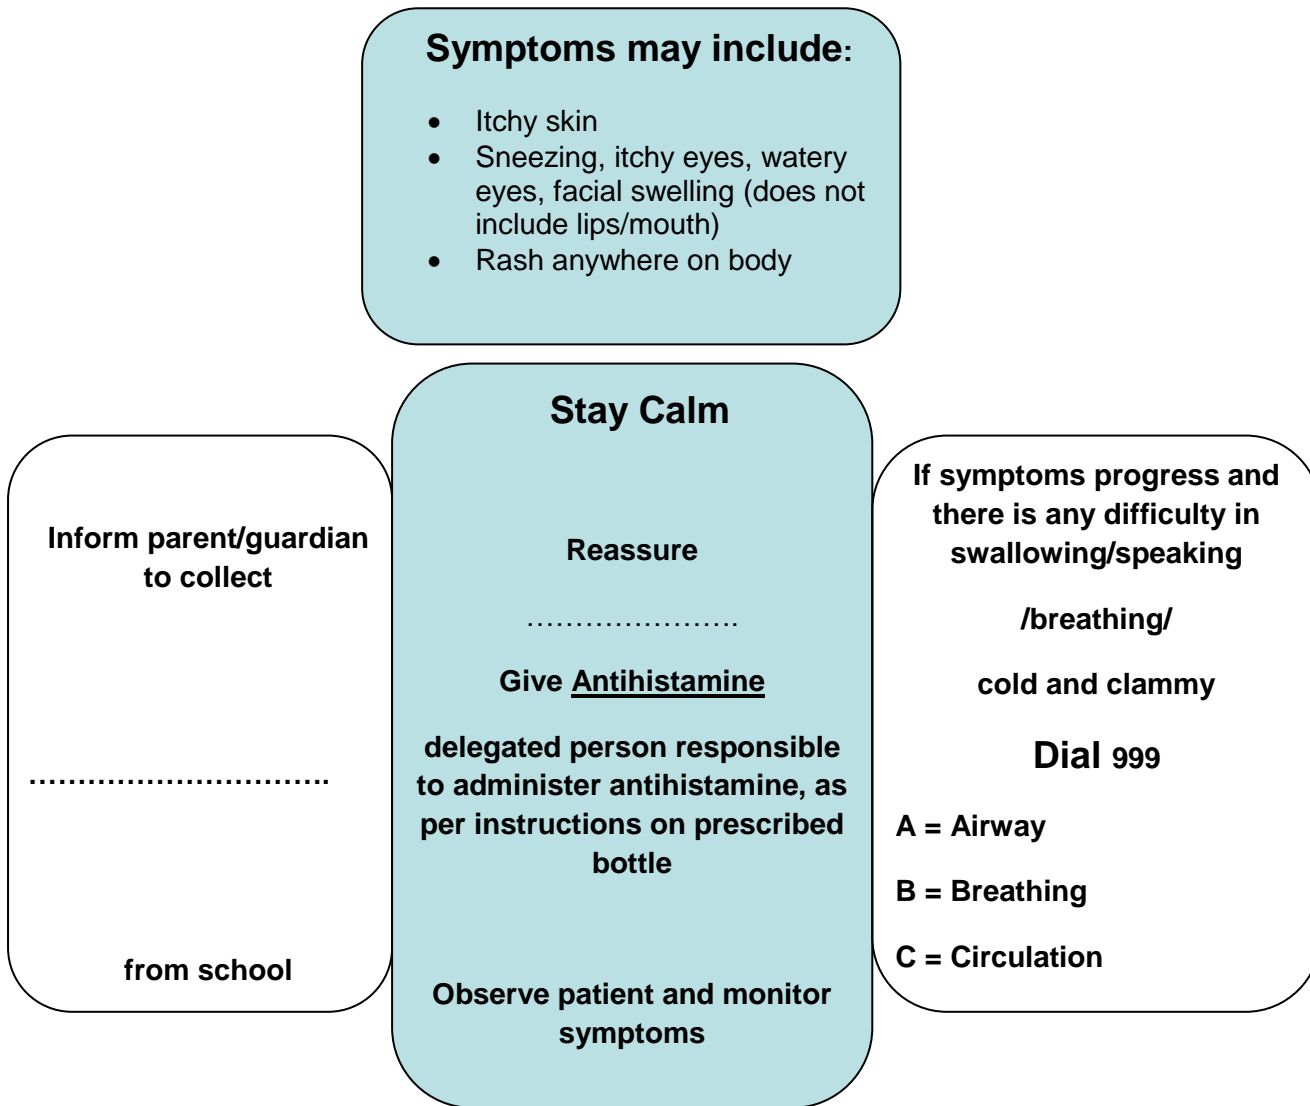 Symptoms may include:
• Itchy skin
• Sneezing, itchy eyes, watery
eyes, facial swelling (does not
include lips/mouth)
• Rash anywhere on body
Inform parent/guardian
to collect
…………………………..
from school
Stay Calm
Reassure
………………….
Give Antihistamine
delegated person responsible
to administer antihistamine, as
per instructions on prescribed
bottle
Observe patient and monitor
symptoms
If symptoms progress and
there is any difficulty in
swallowing/speaking
/breathing/
cold and clammy
Dial 999
A = Airway
B = Breathing
C = Circulation